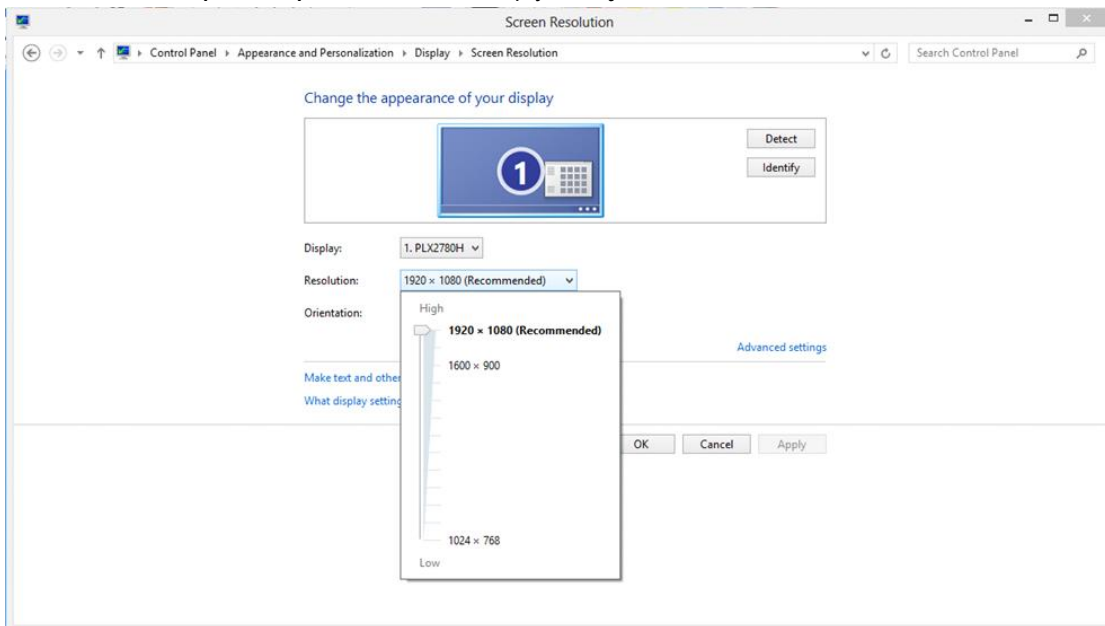 Screen Resolution
Control Panel Appearance and Personalization Display Screen Resolution
Search Control Panel
Change the appearance of your display
1
Detect
Identify
Display: 1. PLX2780H
Resolution: 1920 × 1080 (Recommended)
Orientation:
High
1920 × 1080 (Recommended)
1600 × 900
1024 × 768
Low
Advanced settings
Make text and other
What display setting
OK Cancel Apply